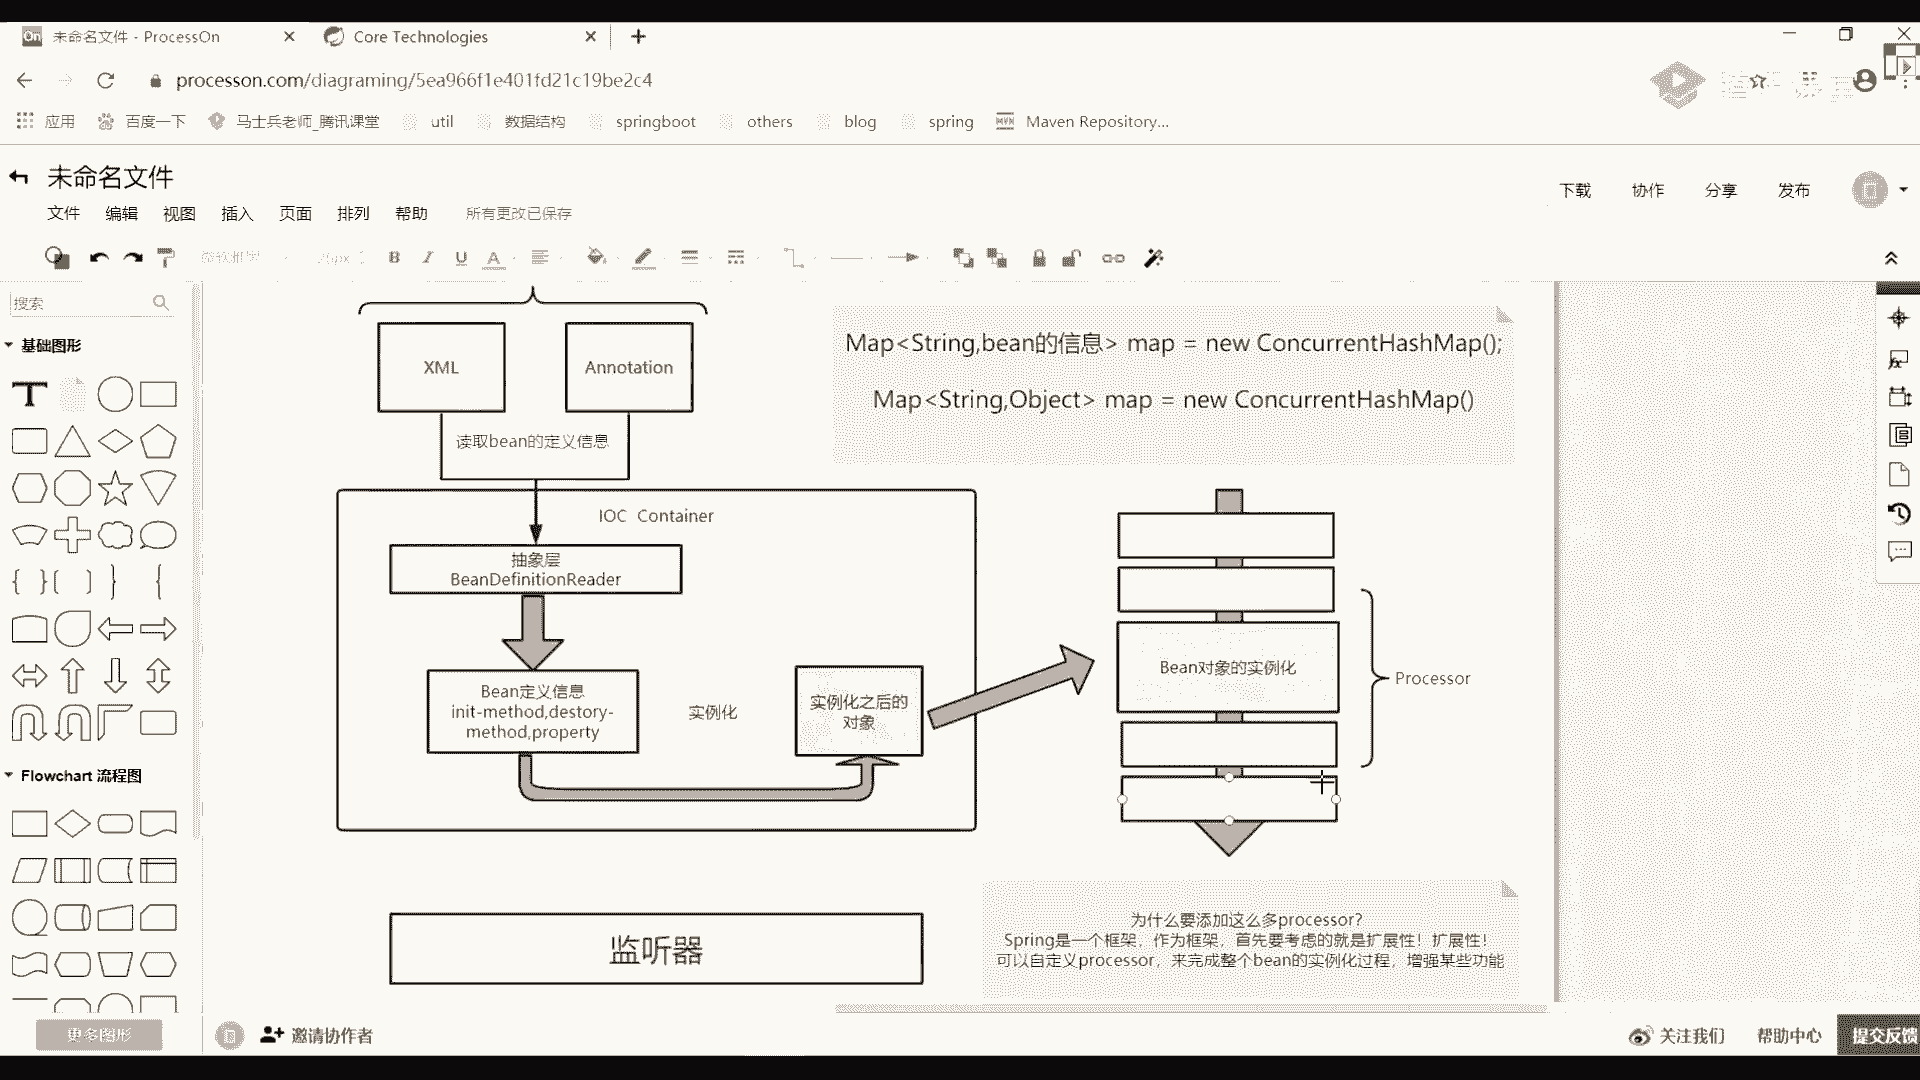 未命名文件 - ProcessOn
Core Technologies
processon.com/diagraming/5ea966f1e401fd21c19be2c4
应用
百度一下
马士兵老师_腾讯课堂
util
数据结构
springboot
others
blog
spring
Maven Repository...
未命名文件
下载
协作
分享
发布
文件
编辑
视图
插入
页面
排列
帮助
所有更改已保存
搜索
基础图形
Flowchart 流程图
更多图形
XML
Annotation
读取bean的定义信息
Map<String,bean的信息> map = new ConcurrentHashMap();
Map<String,Object> map = new ConcurrentHashMap()
IOC Container
抽象层
BeanDefinitionReader
Bean定义信息
init-method,destory-
method,property
实例化
实例化之后的
对象
Bean对象的实例化
Processor
监听器
为什么要添加这么多processor？
Spring是一个框架，作为框架，首先要考虑的就是扩展性！扩展性！
可以自定义processor，来完成整个bean的实例化过程，增强某些功能
邀请协作者
关注我们
帮助中心
提交反馈